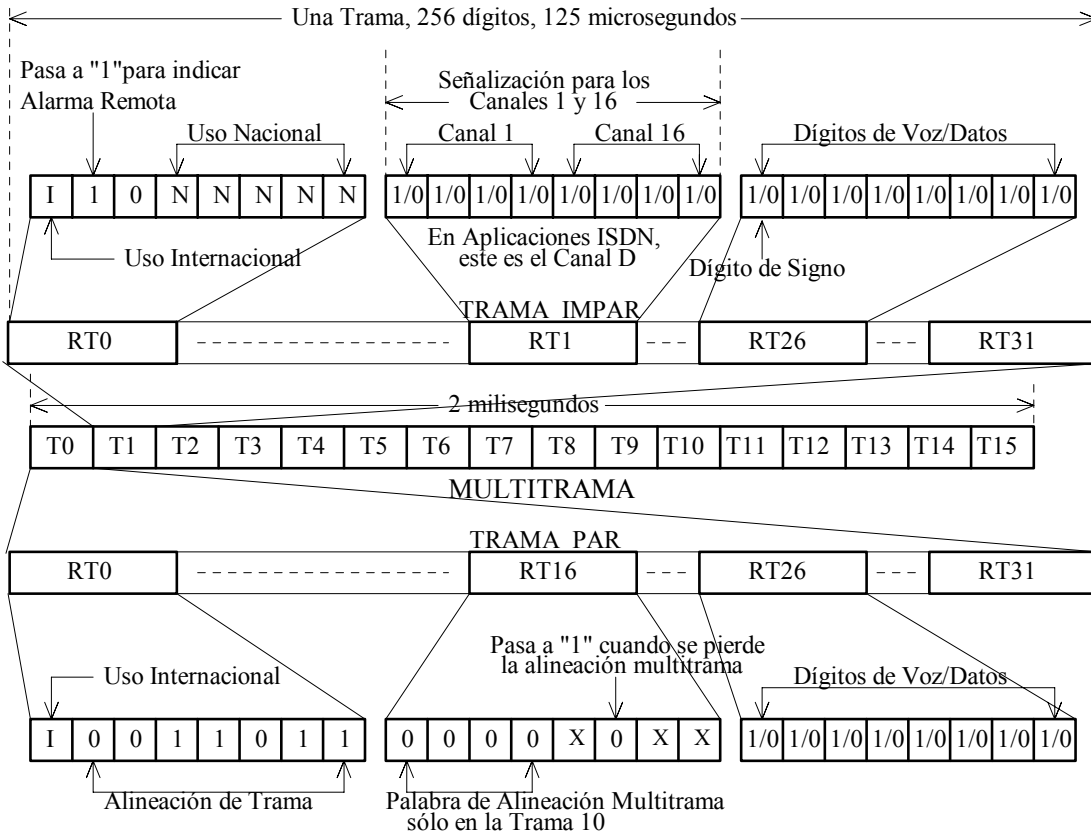 Una Trama, 256 dígitos, 125 microsegundos
Pasa a "1"para indicar
Alarma Remota
Señalización para los
Canales 1 y 16
Uso Nacional
Canal 1
Canal 16
Dígitos de Voz/Datos
I 1 0 N N N N N
1/0 1/0 1/0 1/0 1/0 1/0 1/0 1/0
1/0 1/0 1/0 1/0 1/0 1/0 1/0 1/0
Uso Internacional
En Aplicaciones ISDN,
este es el Canal D
Dígito de Signo
TRAMA IMPAR
RT0
RT1
RT26
RT31
2 milisegundos
T0 T1 T2 T3 T4 T5 T6 T7 T8 T9 T10 T11 T12 T13 T14 T15
MULTITRAMA
TRAMA PAR
RT0
RT16
RT26
RT31
Pasa a "1" cuando se pierde
la alineación multitrama
Uso Internacional
Dígitos de Voz/Datos
I 0 0 1 1 0 1 1
0 0 0 0 X 0 X X
1/0 1/0 1/0 1/0 1/0 1/0 1/0 1/0
Alineación de Trama
Palabra de Alineación Multitrama
sólo en la Trama 10